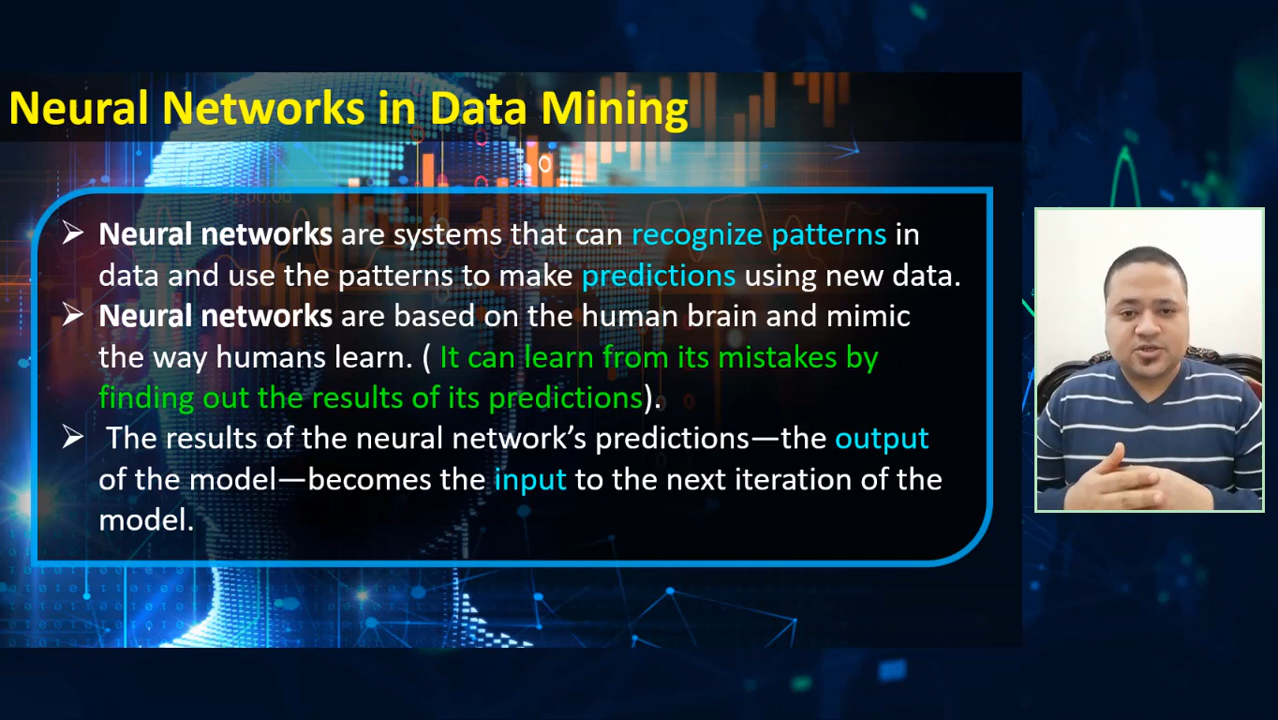 Neural Networks in Data Mining
➢ Neural networks are systems that can recognize patterns in
data and use the patterns to make predictions using new data.
➢ Neural networks are based on the human brain and mimic
the way humans learn. ( It can learn from its mistakes by
finding out the results of its predictions).
➢ The results of the neural network’s predictions—the output
of the model—becomes the input to the next iteration of the
model.